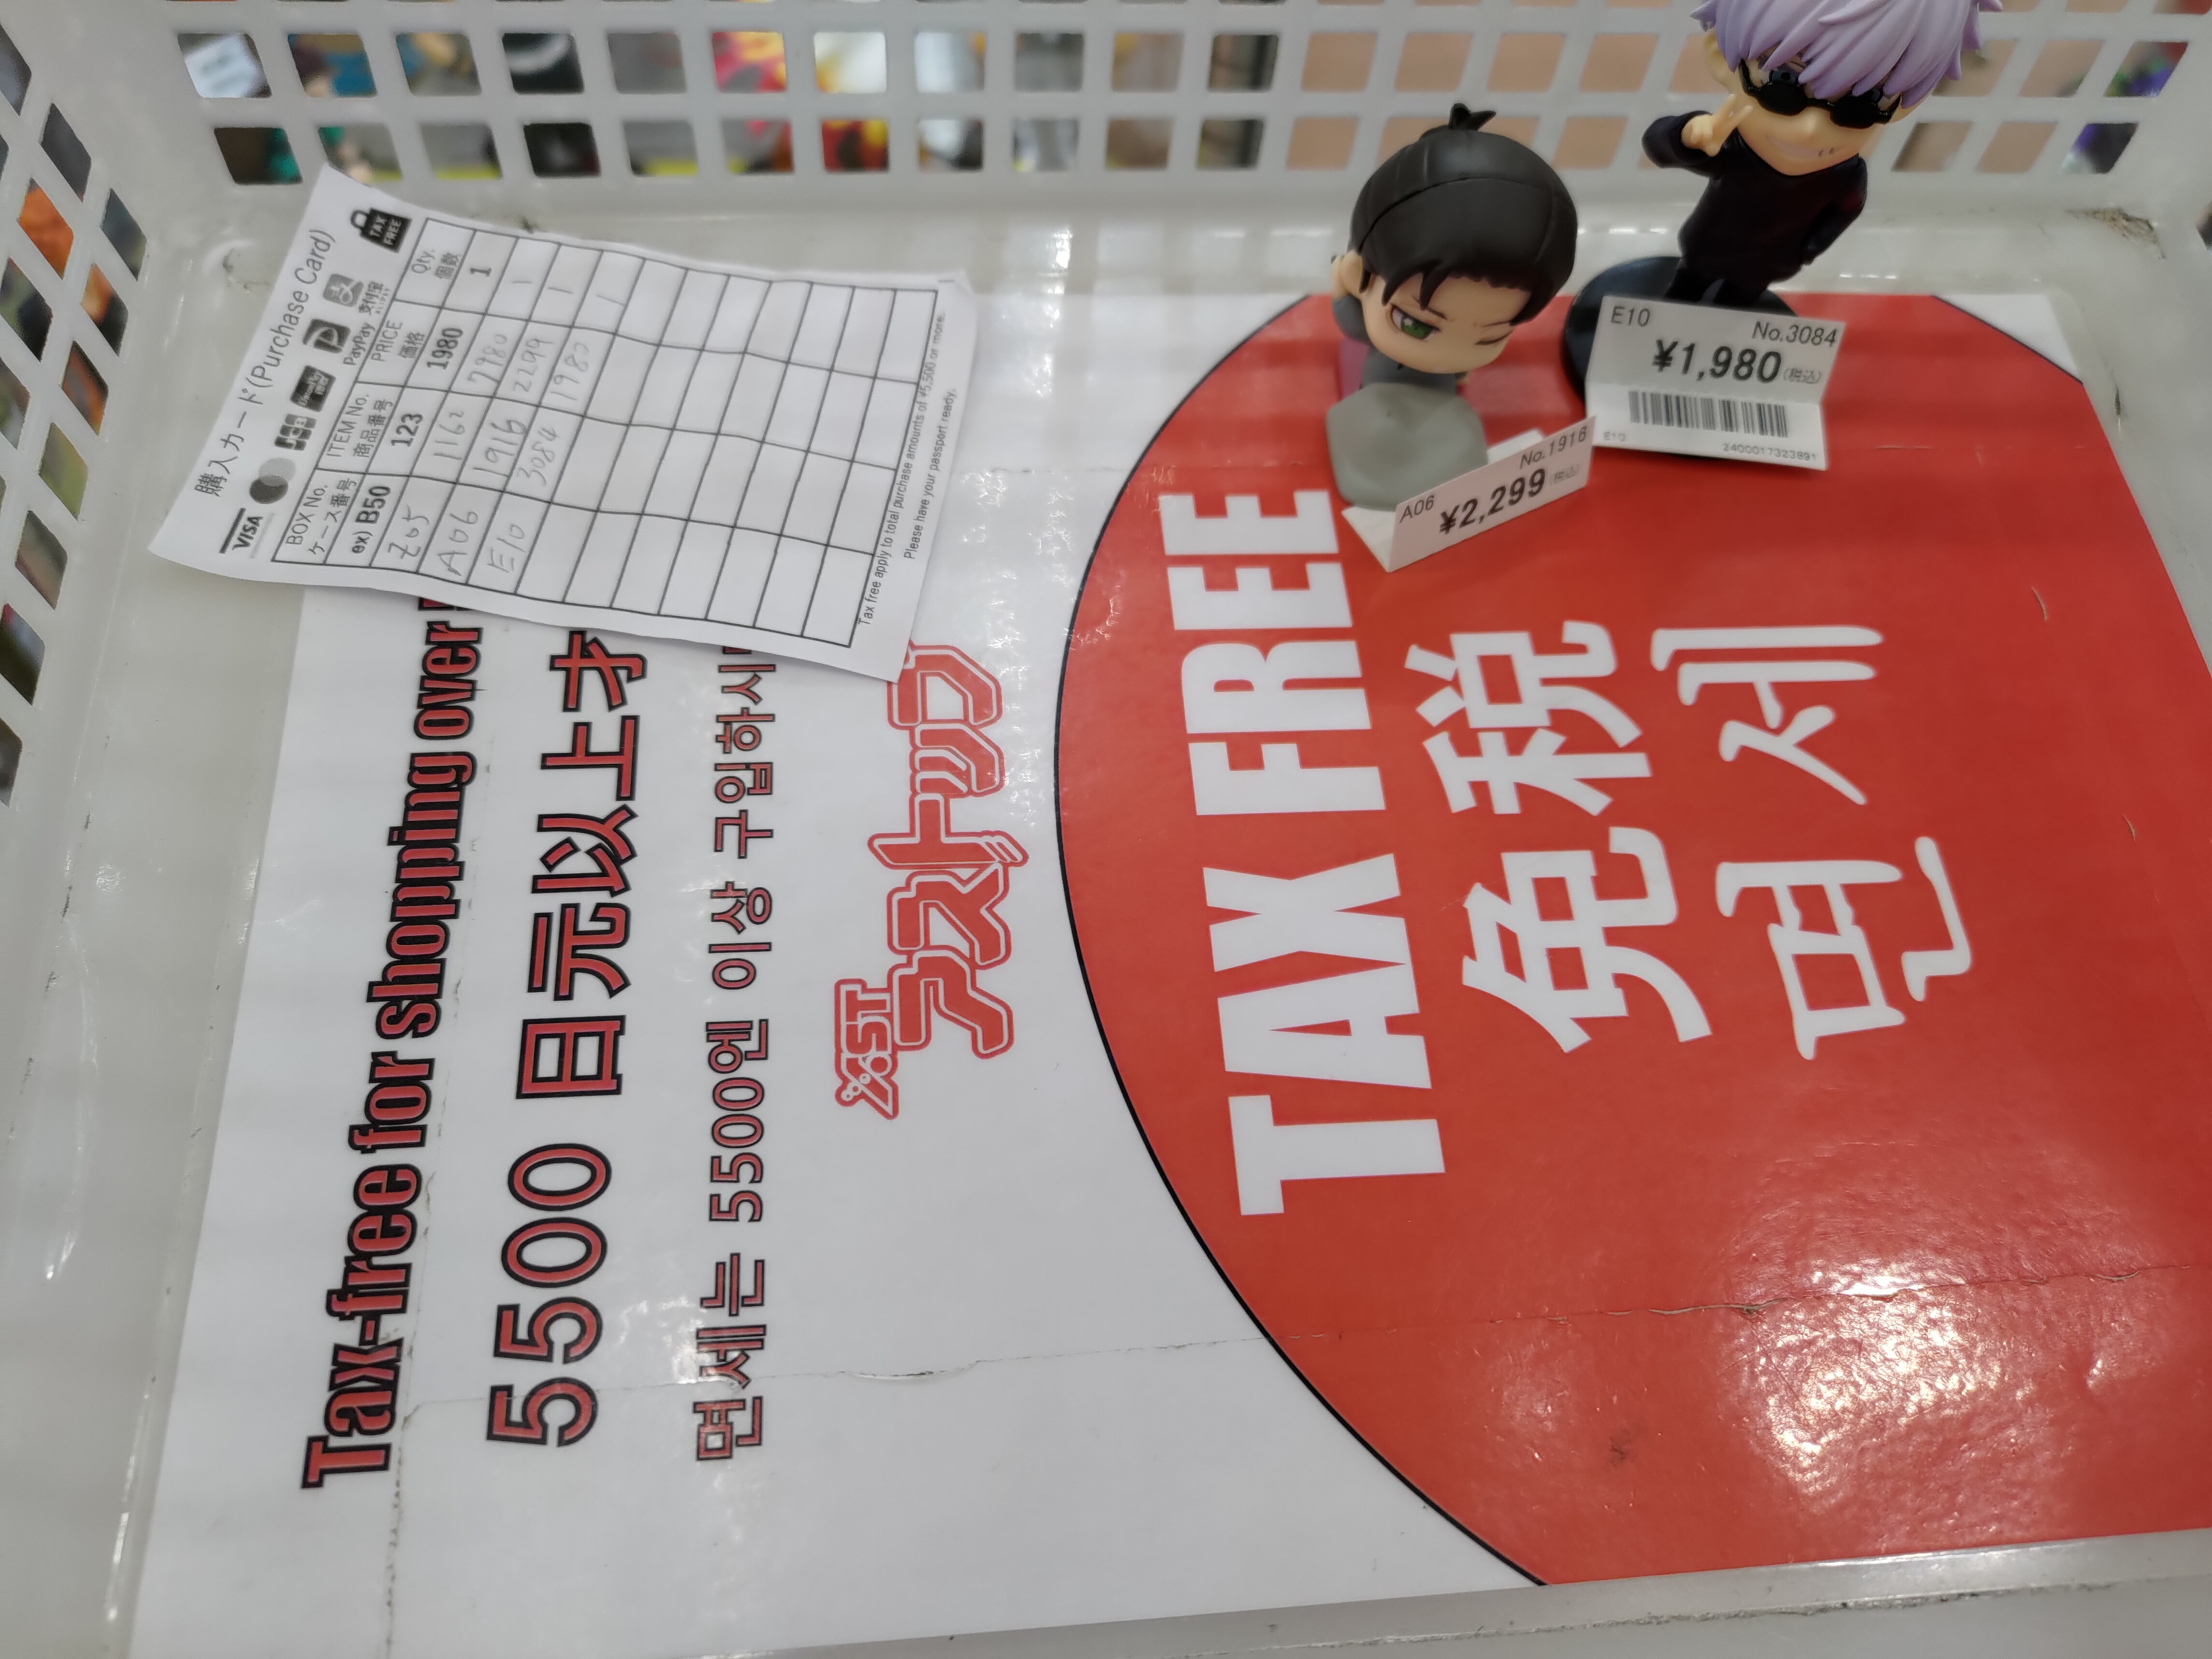 購入カード(Purchase Card)
TAX FREE
VISA
JCB
PayPay
支付宝
ALIPAY
BOX No. ITEM No. PRICE Qty.
ケース番号 商品番号 価格 個数
ex) B50 123 1980 1
Z05 1162 7980 1
A06 1916 2299 1
E10 3084 1980 1
Tax free apply to total purchase amounts of ¥5,500 or more.
Please have your passport ready.
E10 No.3084
¥1,980(税込)
E10 2400017323891
No.1916
A06 ¥2,299(税込)
Tax-free for shopping over
5500 日元以上才
면세는 5500엔 이상 구입하시
ラストップ
TAX FREE
免税
면세